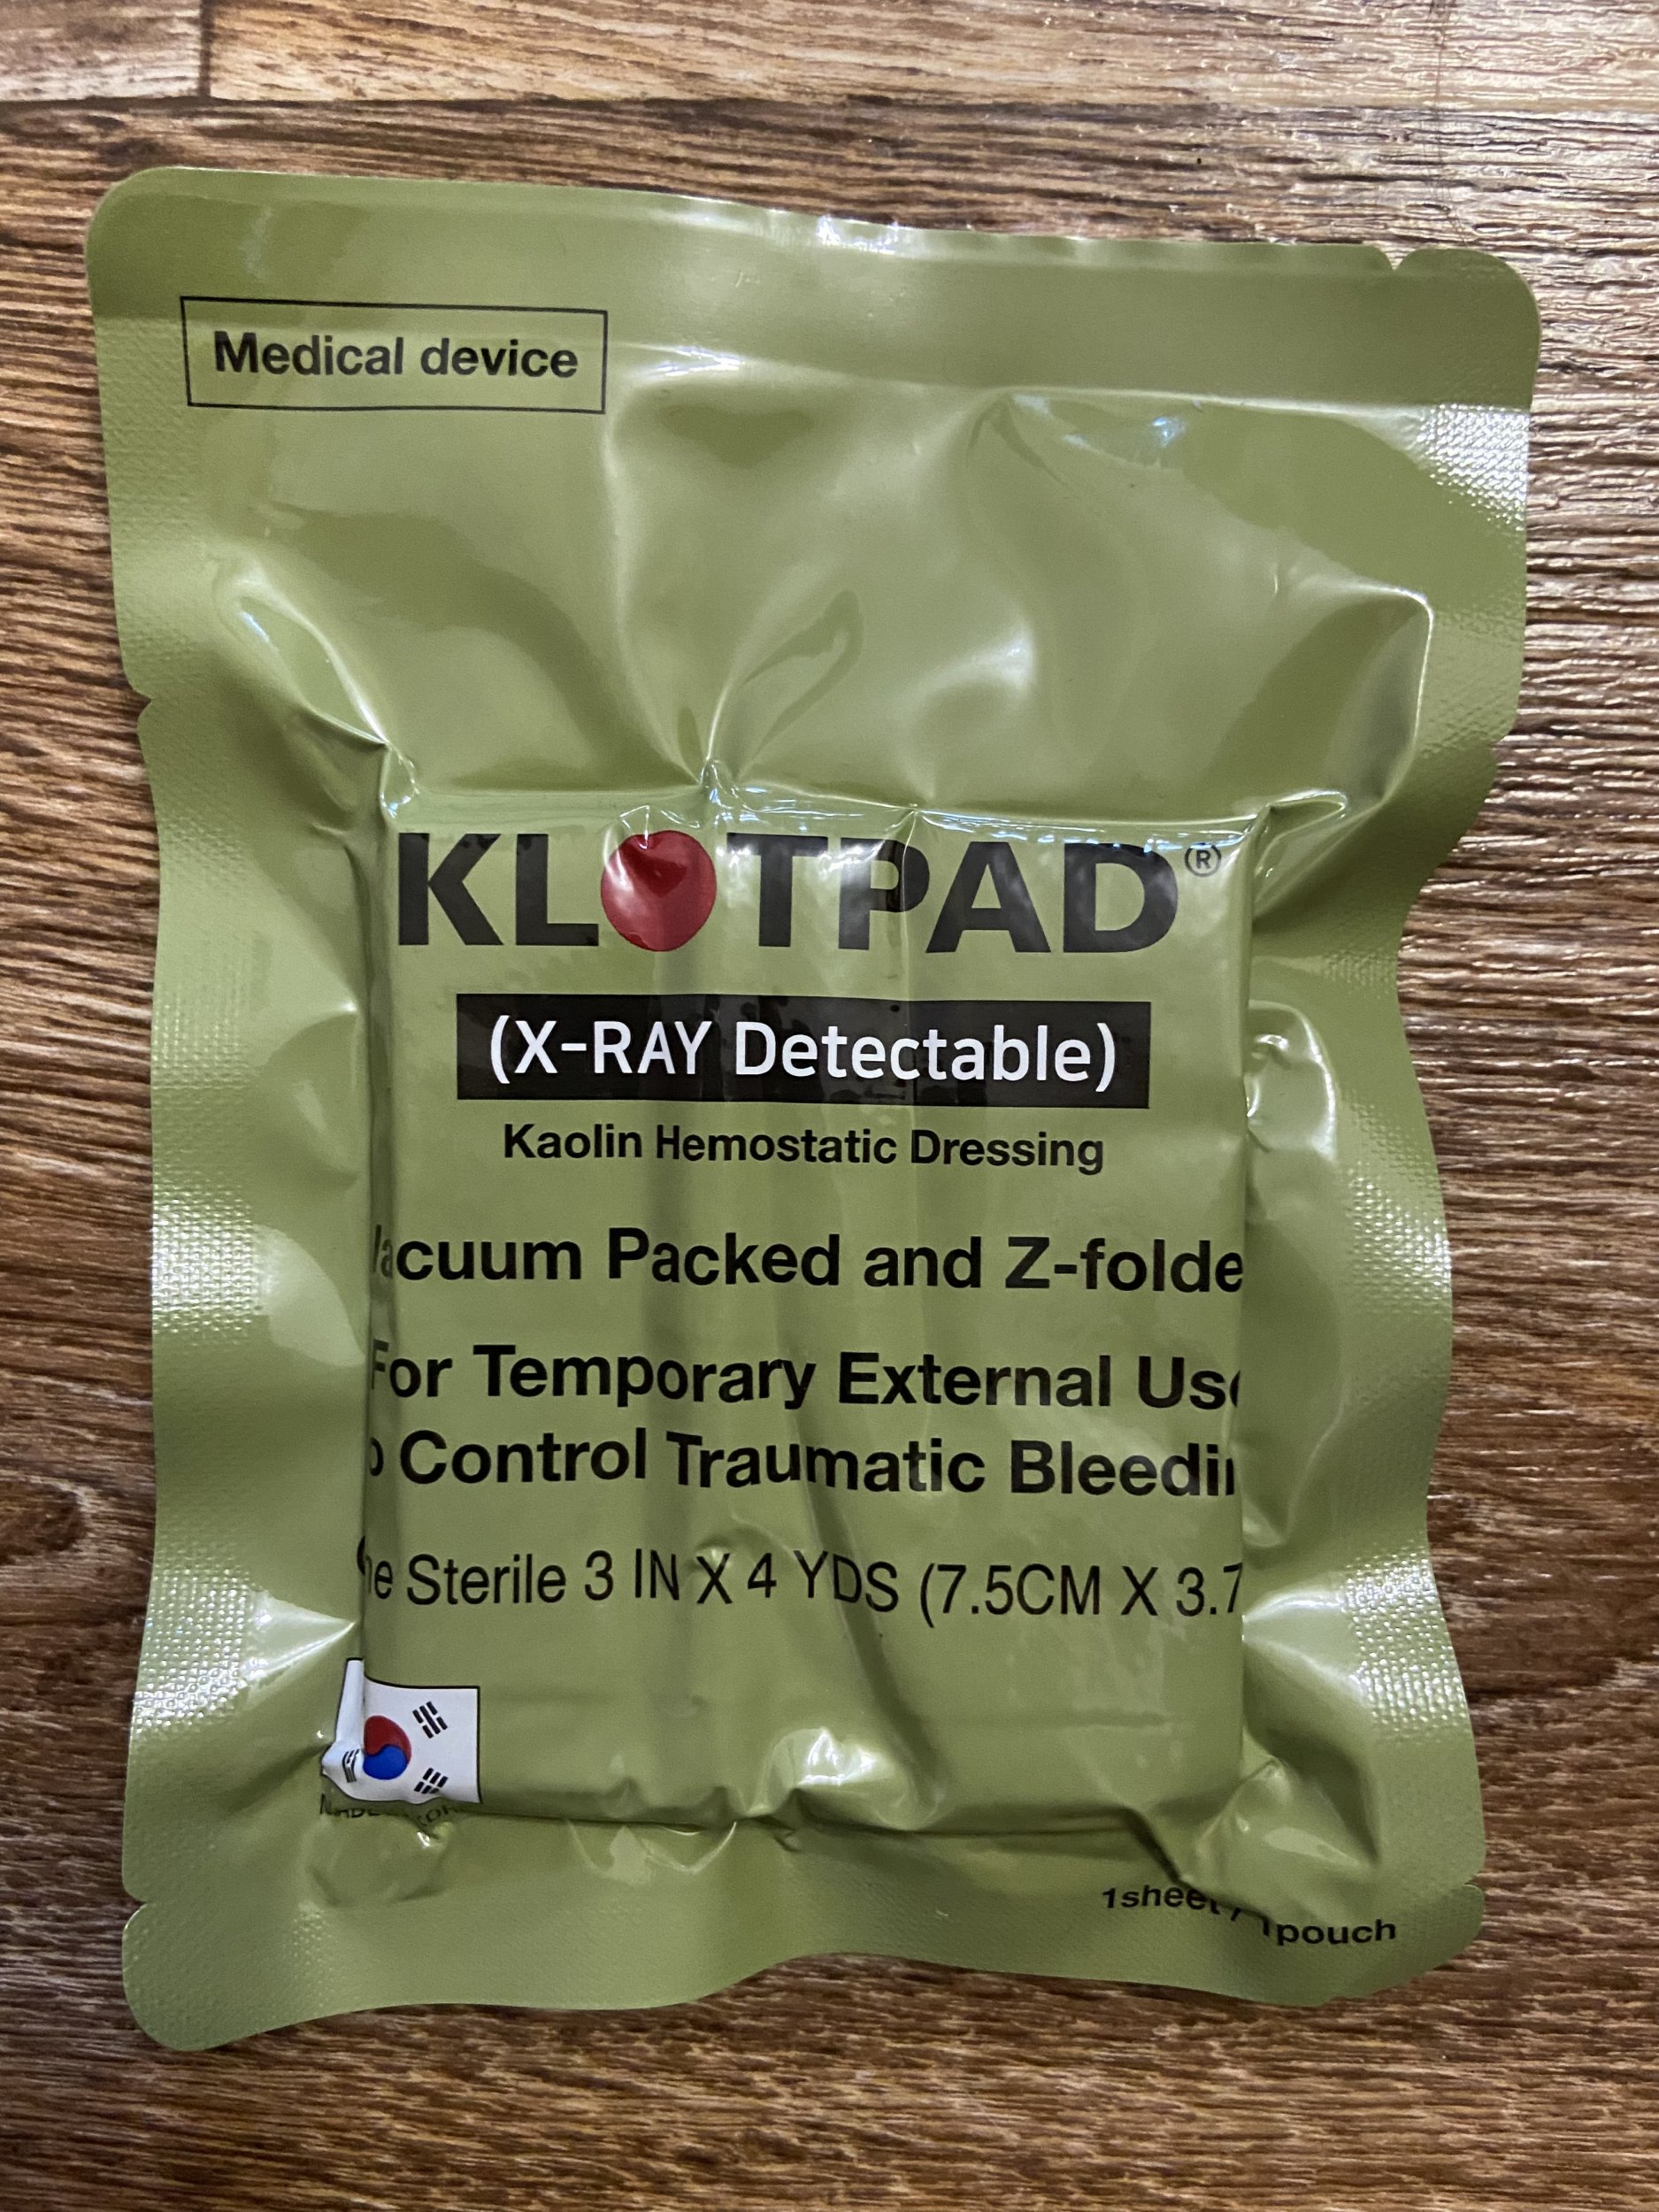 Medical device
KLOTPAD®
(X-RAY Detectable)
Kaolin Hemostatic Dressing
acuum Packed and Z-folde
For Temporary External Use
o Control Traumatic Bleedi
e Sterile 3 IN X 4 YDS (7.5CM X 3.7
1sheet / 1pouch